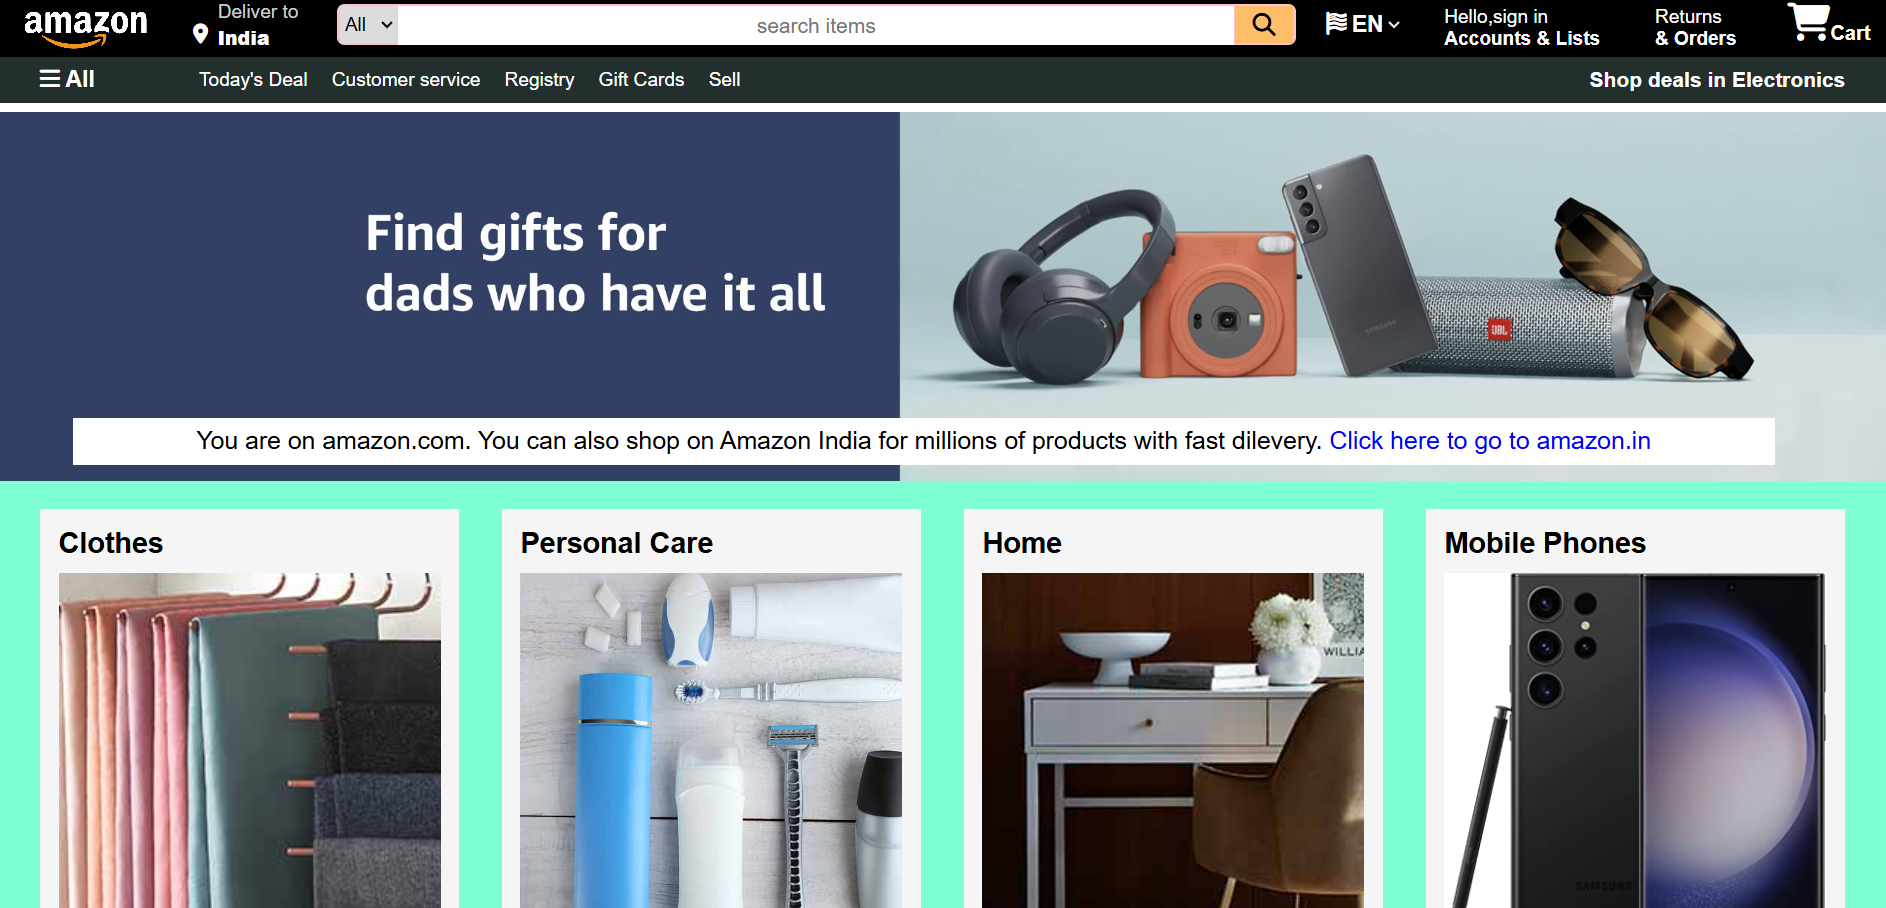 amazon
Deliver to
India
All
search items
EN
Hello,sign in
Accounts & Lists
Returns
& Orders
Cart
All
Today's Deal
Customer service
Registry
Gift Cards
Sell
Shop deals in Electronics
Find gifts for
dads who have it all
SAMSUNG
JBL
You are on amazon.com. You can also shop on Amazon India for millions of products with fast dilevery. Click here to go to amazon.in
Clothes
Personal Care
Home
Mobile Phones
WILLIA
SAMSUNG